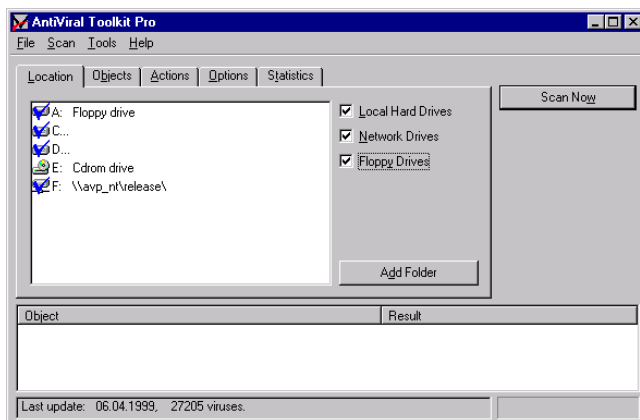 AntiViral Toolkit Pro
File Scan Tools Help
Location Objects Actions Options Statistics
Scan Now
A: Floppy drive
C...
D...
E: Cdrom drive
F: \\avp_nt\release\
Local Hard Drives
Network Drives
Floppy Drives
Add Folder
Object Result
Last update: 06.04.1999, 27205 viruses.